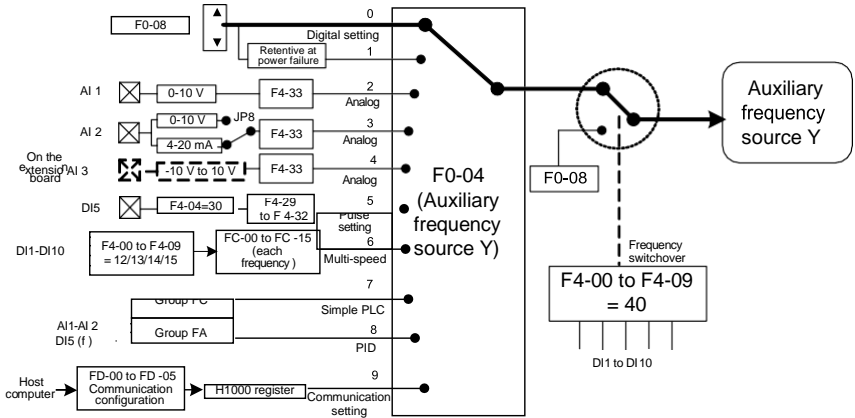 F0-08
▲
▼
0
Digital setting
Retentive at
power failure
1
AI 1
0-10 V
F4-33
2
Analog
AI 2
0-10 V
JP8
4-20 mA
F4-33
3
Analog
On the
extension
board
AI 3
-10 V to 10 V
F4-33
4
Analog
DI5
F4-04=30
F4-29
to F 4-32
5
Pulse
setting
DI1-DI10
F4-00 to F4-09
= 12/13/14/15
FC-00 to FC -15
(each
frequency )
6
Multi-speed
Group FC
7
Simple PLC
AI1-AI 2
DI5 (f ) .
Group FA
8
PID
Host
computer
FD-00 to FD -05
Communication
configuration
H1000 register
9
Communication
setting
F0-04
(Auxiliary
frequency
source Y)
F0-08
Auxiliary
frequency
source Y
Frequency
switchover
F4-00 to F4-09
= 40
DI1 to DI10